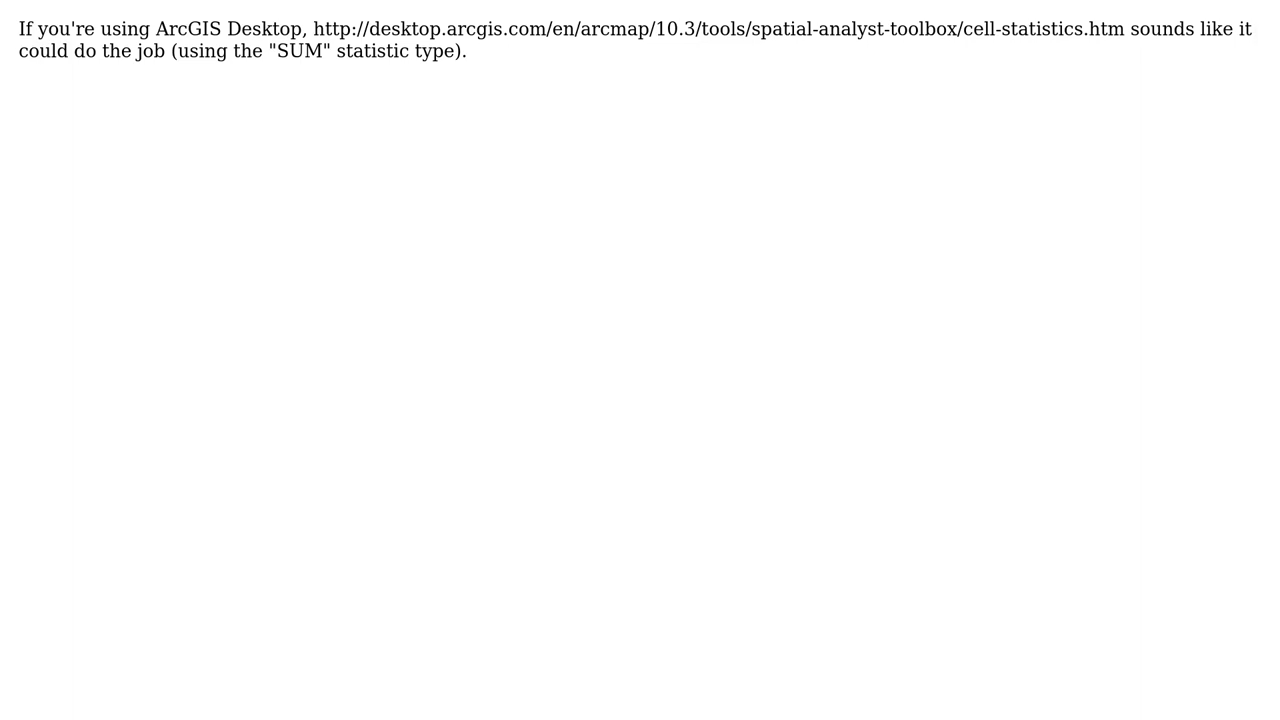 If you're using ArcGIS Desktop, http://desktop.arcgis.com/en/arcmap/10.3/tools/spatial-analyst-toolbox/cell-statistics.htm sounds like it
could do the job (using the "SUM" statistic type).